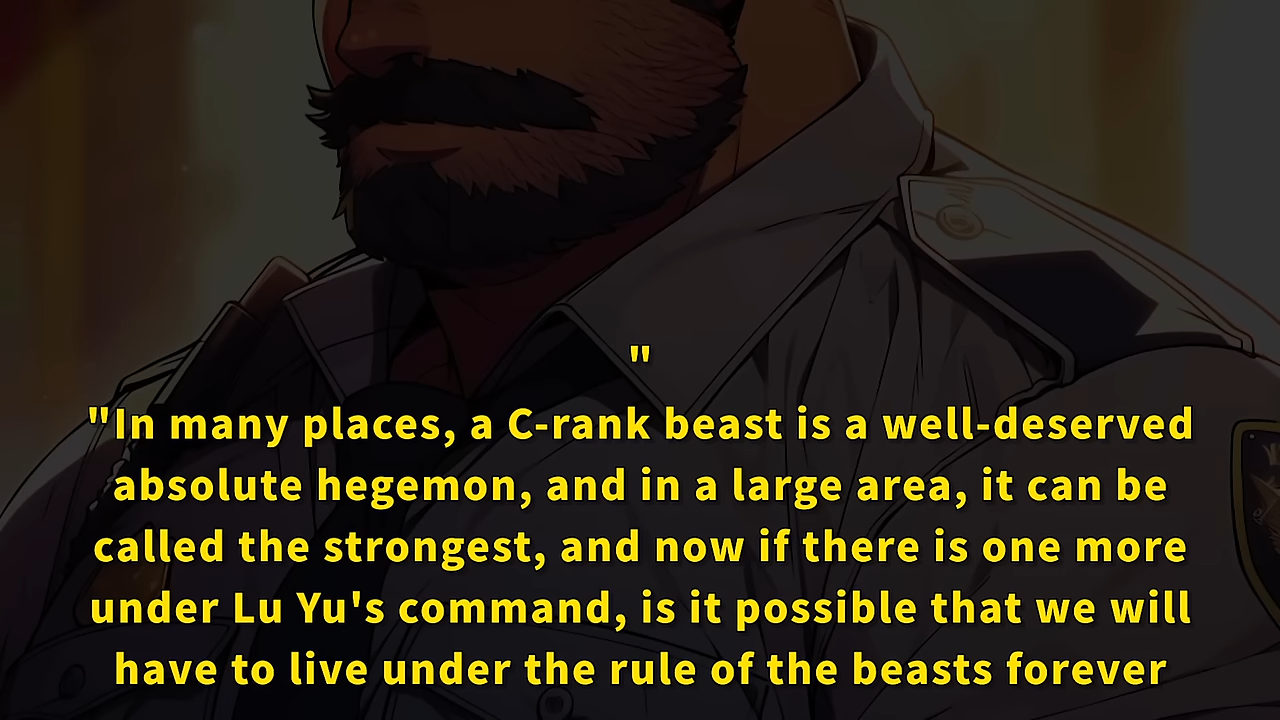 "
"In many places, a C-rank beast is a well-deserved
absolute hegemon, and in a large area, it can be
called the strongest, and now if there is one more
under Lu Yu's command, is it possible that we will
have to live under the rule of the beasts forever